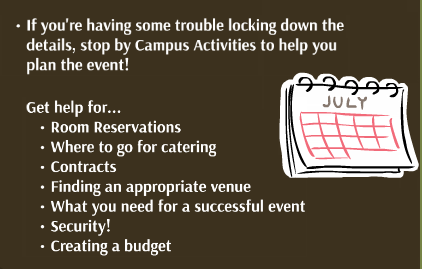 • If you're having some trouble locking down the
details, stop by Campus Activities to help you
plan the event!
Get help for...
• Room Reservations
• Where to go for catering
• Contracts
• Finding an appropriate venue
• What you need for a successful event
• Security!
• Creating a budget
JULY